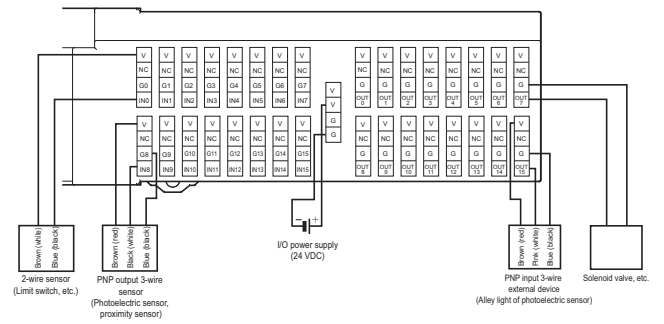 V V V V V V V V
NC NC NC NC NC NC NC NC
G0 G1 G2 G3 G4 G5 G6 G7
IN0 IN1 IN2 IN3 IN4 IN5 IN6 IN7
V V V V V V V V
NC NC NC NC NC NC NC NC
G G G G G G G G
OUT 0 OUT 1 OUT 2 OUT 3 OUT 4 OUT 5 OUT 6 OUT 7
V
V
G
G
V V V V V V V V
NC NC NC NC NC NC NC NC
G8 G9 G10 G11 G12 G13 G14 G15
IN8 IN9 IN10 IN11 IN12 IN13 IN14 IN15
V V V V V V V V
NC NC NC NC NC NC NC NC
G G G G G G G G
OUT 8 OUT 9 OUT 10 OUT 11 OUT 12 OUT 13 OUT 14 OUT 15
Brown (white)
Blue (black)
2-wire sensor
(Limit switch, etc.)
Brown (red)
Black (white)
Blue (black)
PNP output 3-wire
sensor
(Photoelectric sensor,
proximity sensor)
− +
I/O power supply
(24 VDC)
Brown (red)
Pink (white)
Blue (black)
PNP input 3-wire
external device
(Alley light of photoelectric sensor)
Solenoid valve, etc.